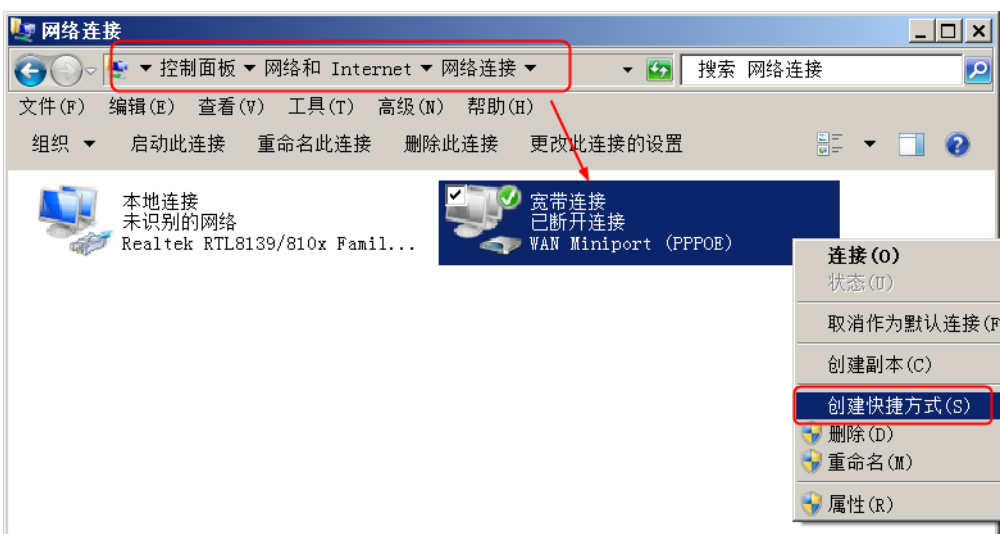 网络连接
控制面板 网络和 Internet 网络连接
搜索 网络连接
文件(F) 编辑(E) 查看(V) 工具(T) 高级(N) 帮助(H)
组织 启动此连接 重命名此连接 删除此连接 更改此连接的设置
本地连接
未识别的网络
Realtek RTL8139/810x Famil...
宽带连接
已断开连接
WAN Miniport (PPPOE)
连接(O)
状态(U)
取消作为默认连接(F
创建副本(C)
创建快捷方式(S)
删除(D)
重命名(M)
属性(R)